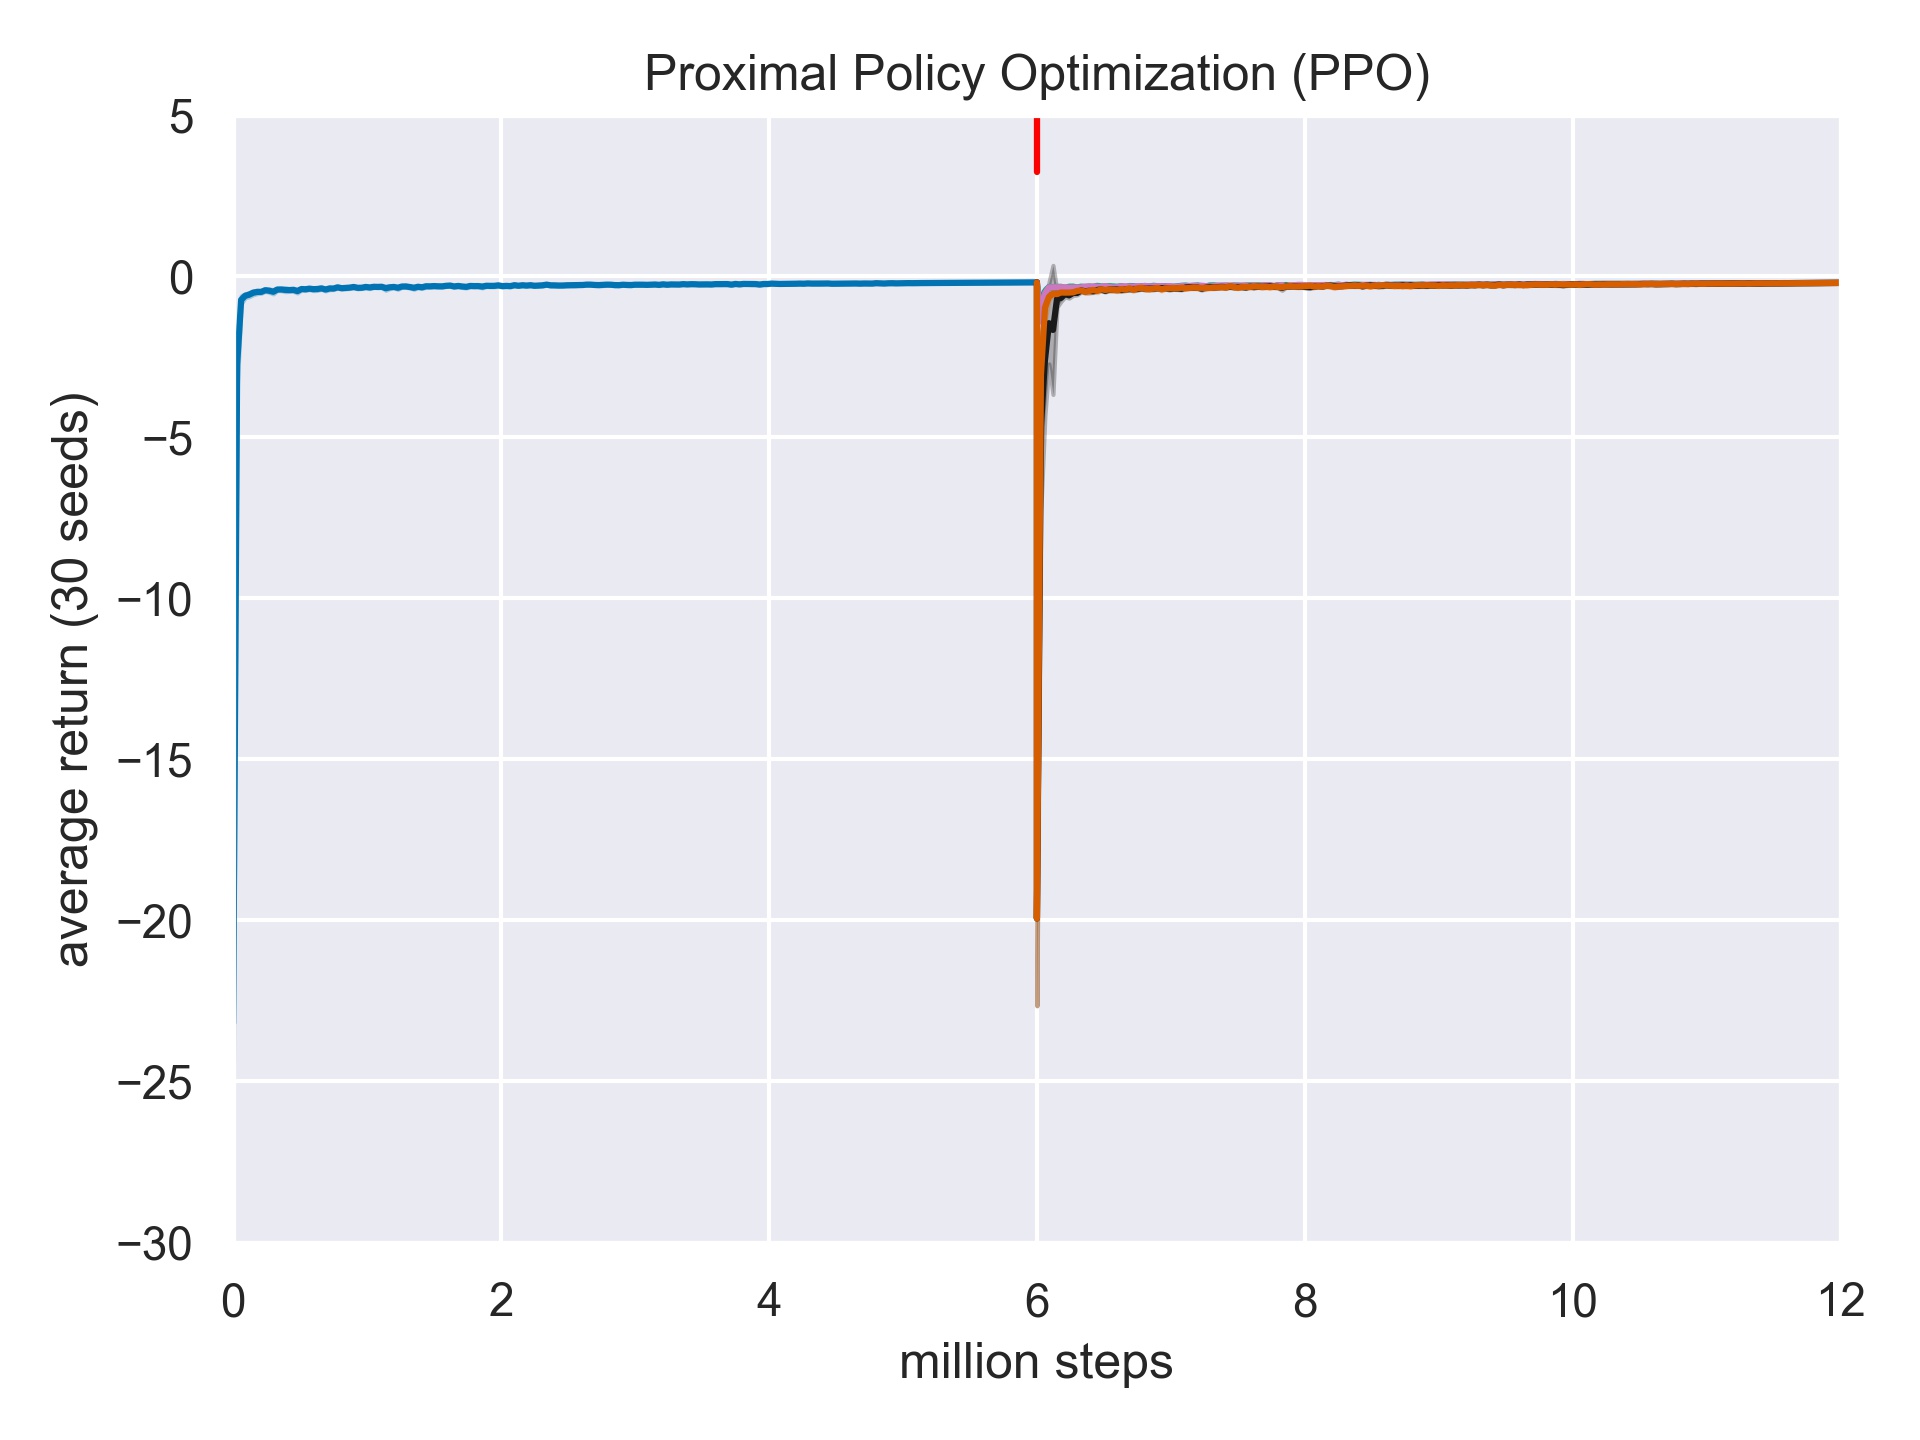 Proximal Policy Optimization (PPO)
5
0
−5
−10
−15
−20
−25
−30
average return (30 seeds)
0 2 4 6 8 10 12
million steps